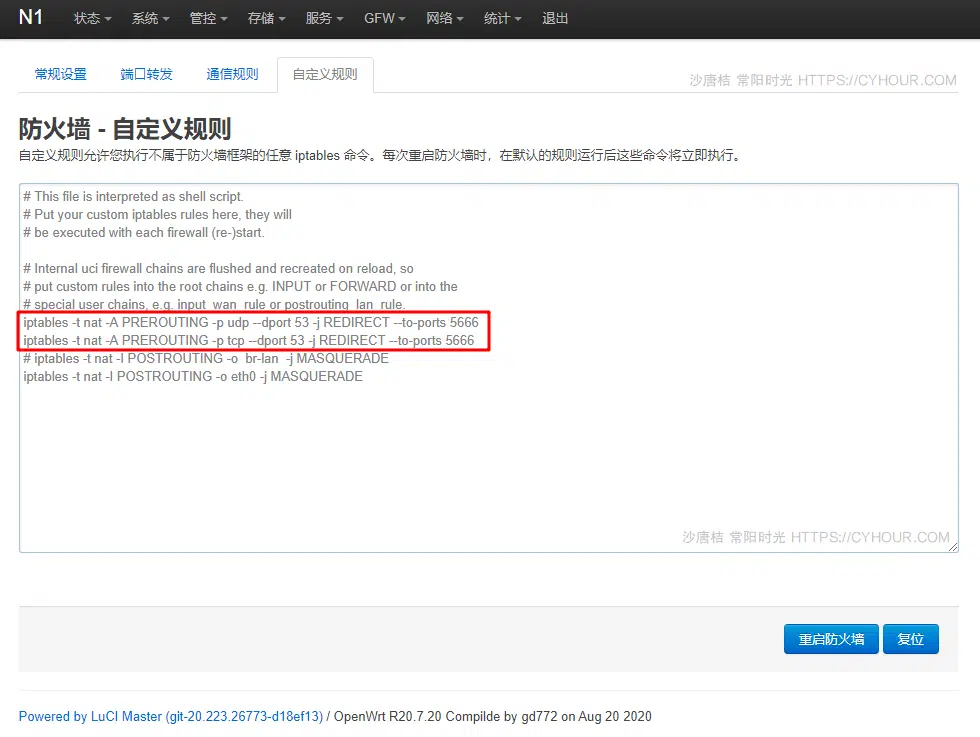 N1 状态 系统 管控 存储 服务 GFW 网络 统计 退出
常规设置 端口转发 通信规则 自定义规则
沙唐桔 常阳时光 HTTPS://CYHOUR.COM
防火墙 - 自定义规则
自定义规则允许您执行不属于防火墙框架的任意 iptables 命令。每次重启防火墙时，在默认的规则运行后这些命令将立即执行。
# This file is interpreted as shell script.
# Put your custom iptables rules here, they will
# be executed with each firewall (re-)start.
# Internal uci firewall chains are flushed and recreated on reload, so
# put custom rules into the root chains e.g. INPUT or FORWARD or into the
# special user chains, e.g. input_wan_rule or postrouting_lan_rule.
iptables -t nat -A PREROUTING -p udp --dport 53 -j REDIRECT --to-ports 5666
iptables -t nat -A PREROUTING -p tcp --dport 53 -j REDIRECT --to-ports 5666
# iptables -t nat -I POSTROUTING -o  br-lan  -j MASQUERADE
iptables -t nat -I POSTROUTING -o eth0 -j MASQUERADE
沙唐桔 常阳时光 HTTPS://CYHOUR.COM
重启防火墙 复位
Powered by LuCI Master (git-20.223.26773-d18ef13) / OpenWrt R20.7.20 Compilde by gd772 on Aug 20 2020